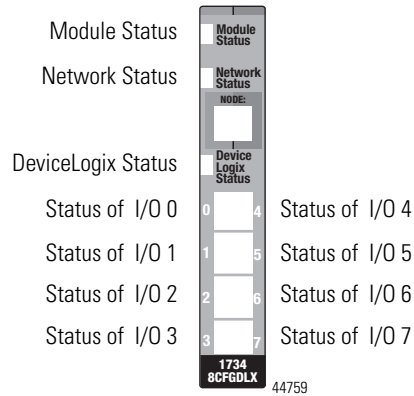 Module Status
Module
Status
Network Status
Network
Status
NODE:
DeviceLogix Status
Device
Logix
Status
Status of I/O 0
0
4
Status of I/O 4
Status of I/O 1
1
5
Status of I/O 5
Status of I/O 2
2
6
Status of I/O 6
Status of I/O 3
3
7
Status of I/O 7
1734
8CFGDLX
44759